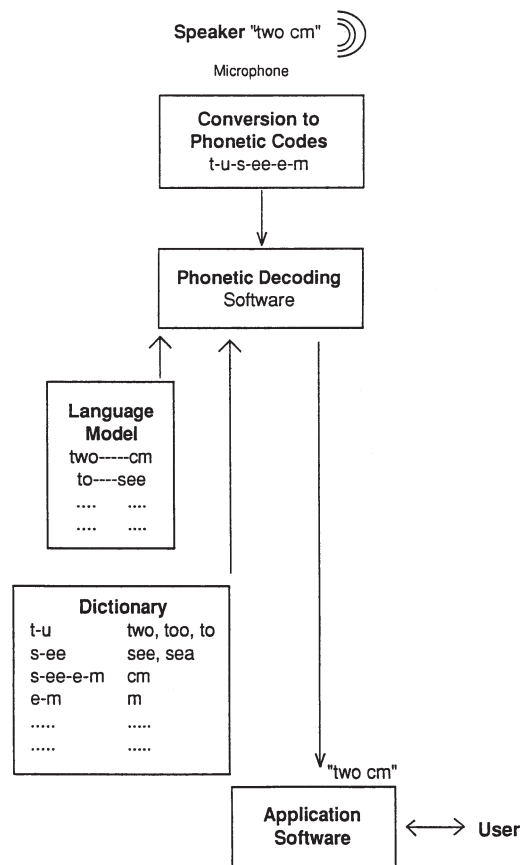 Speaker "two cm"
Microphone
Conversion to
Phonetic Codes
t-u-s-ee-e-m
Phonetic Decoding
Software
Language
Model
two-----cm
to----see
.... ....
.... ....
Dictionary
t-u two, too, to
s-ee see, sea
s-ee-e-m cm
e-m m
..... .....
..... .....
"two cm"
Application
Software
User